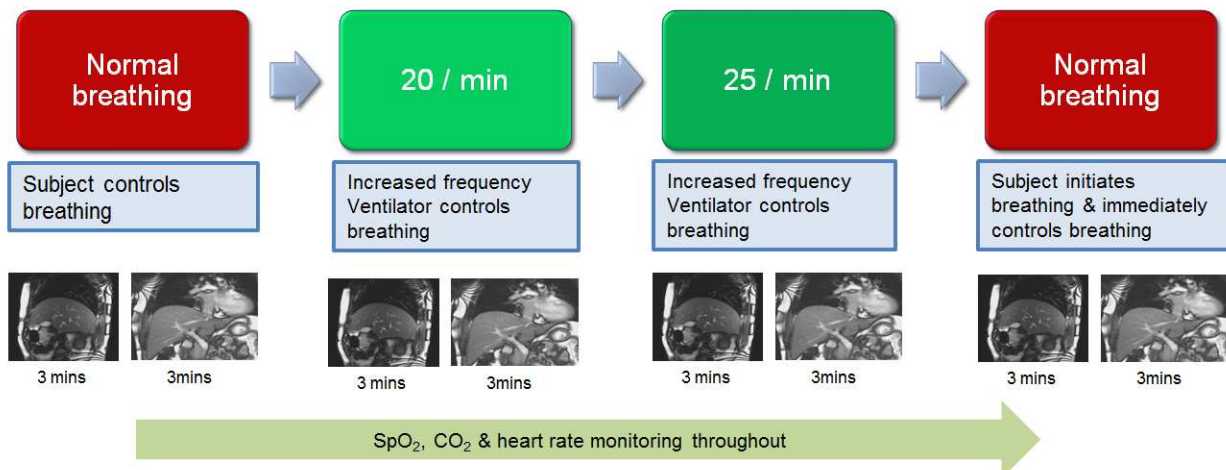 Normal
breathing
20 / min
25 / min
Normal
breathing
Subject controls
breathing
Increased frequency
Ventilator controls
breathing
Increased frequency
Ventilator controls
breathing
Subject initiates
breathing & immediately
controls breathing
3 mins
3mins
3 mins
3mins
3 mins
3mins
3 mins
3mins
SpO₂, CO₂ & heart rate monitoring throughout